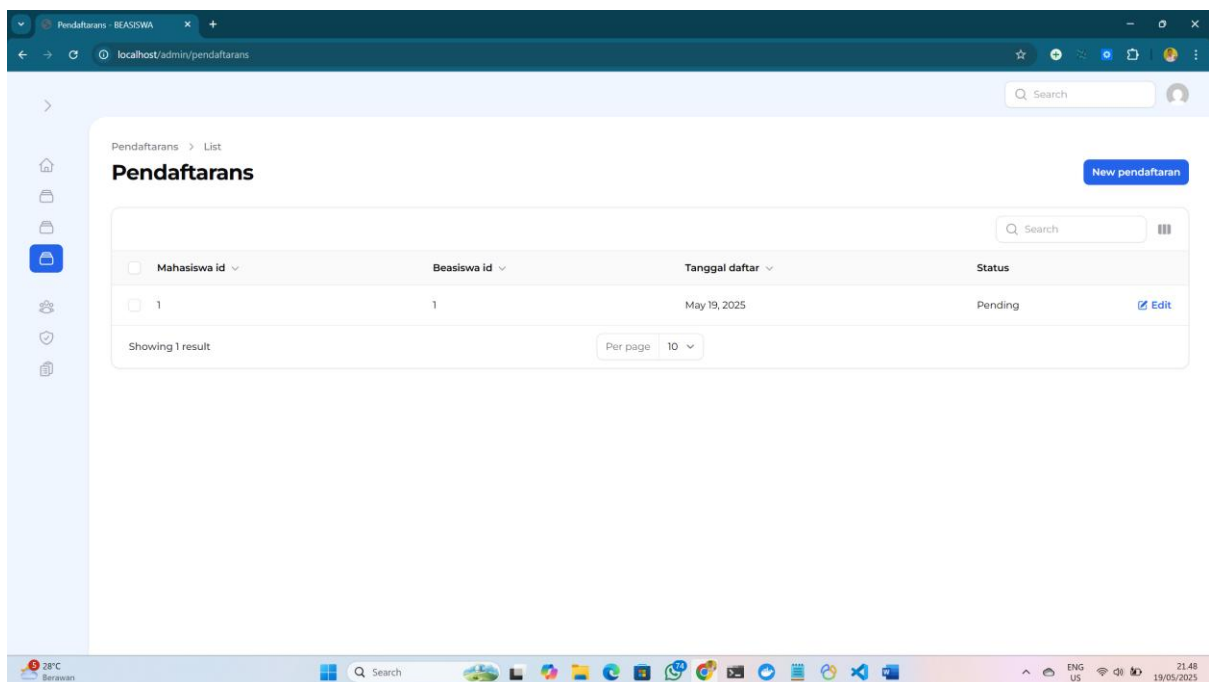 Pendaftarans - BEASISWA
localhost/admin/pendaftarans
Search
Pendaftarans > List
Pendaftarans
New pendaftaran
Search
Mahasiswa id Beasiswa id Tanggal daftar Status
1 1 May 19, 2025 Pending Edit
Showing 1 result Per page 10
5 28°C
Berawan
Search
74
ENG
US
21.48
19/05/2025